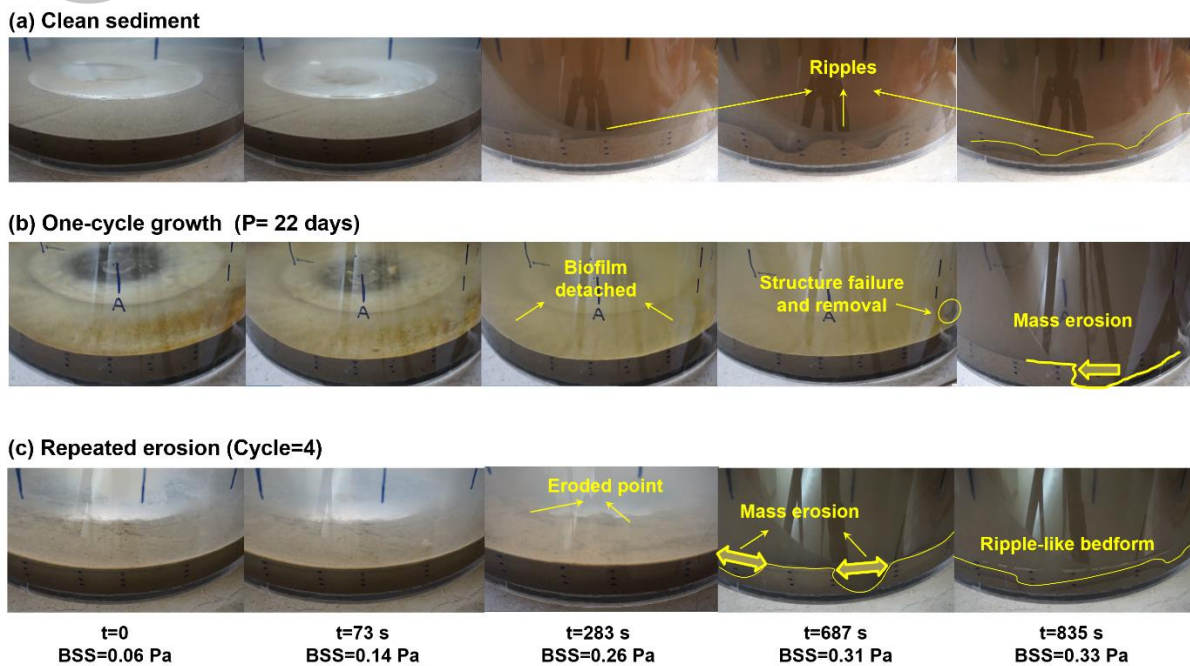 (a) Clean sediment
Ripples
(b) One-cycle growth (P= 22 days)
Biofilm
detached
A
A
A
A
Structure failure
and removal
Mass erosion
(c) Repeated erosion (Cycle=4)
Eroded point
Mass erosion
Ripple-like bedform
t=0
BSS=0.06 Pa
t=73 s
BSS=0.14 Pa
t=283 s
BSS=0.26 Pa
t=687 s
BSS=0.31 Pa
t=835 s
BSS=0.33 Pa